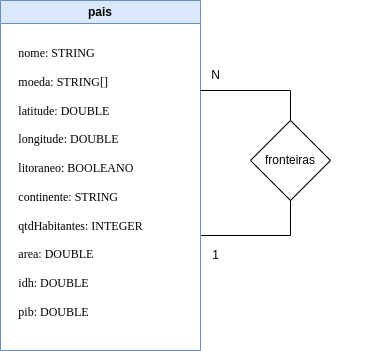 pais
nome: STRING
moeda: STRING[]
latitude: DOUBLE
longitude: DOUBLE
litoraneo: BOOLEANO
continente: STRING
qtdHabitantes: INTEGER
area: DOUBLE
idh: DOUBLE
pib: DOUBLE
N
fronteiras
1